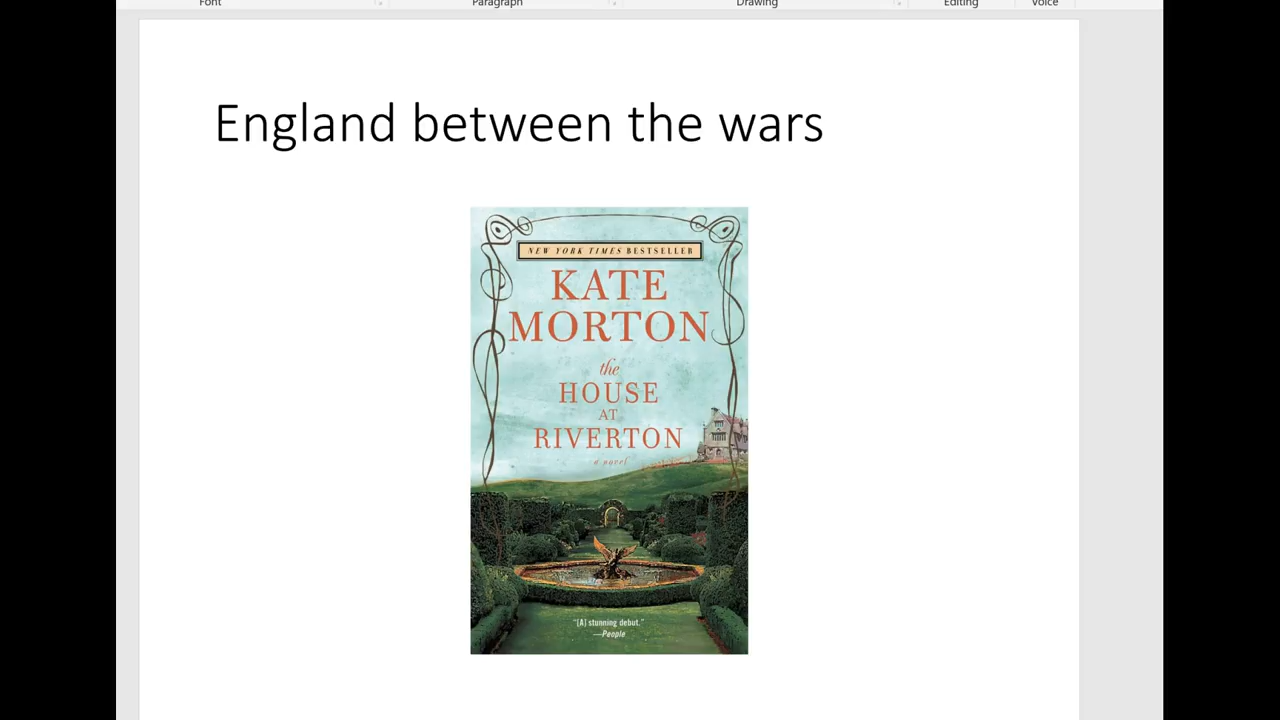 Font Paragraph Drawing Editing Voice
England between the wars
NEW YORK TIMES BESTSELLER
KATE
MORTON
the
HOUSE
AT
RIVERTON
a novel
"[A] stunning debut."
—People